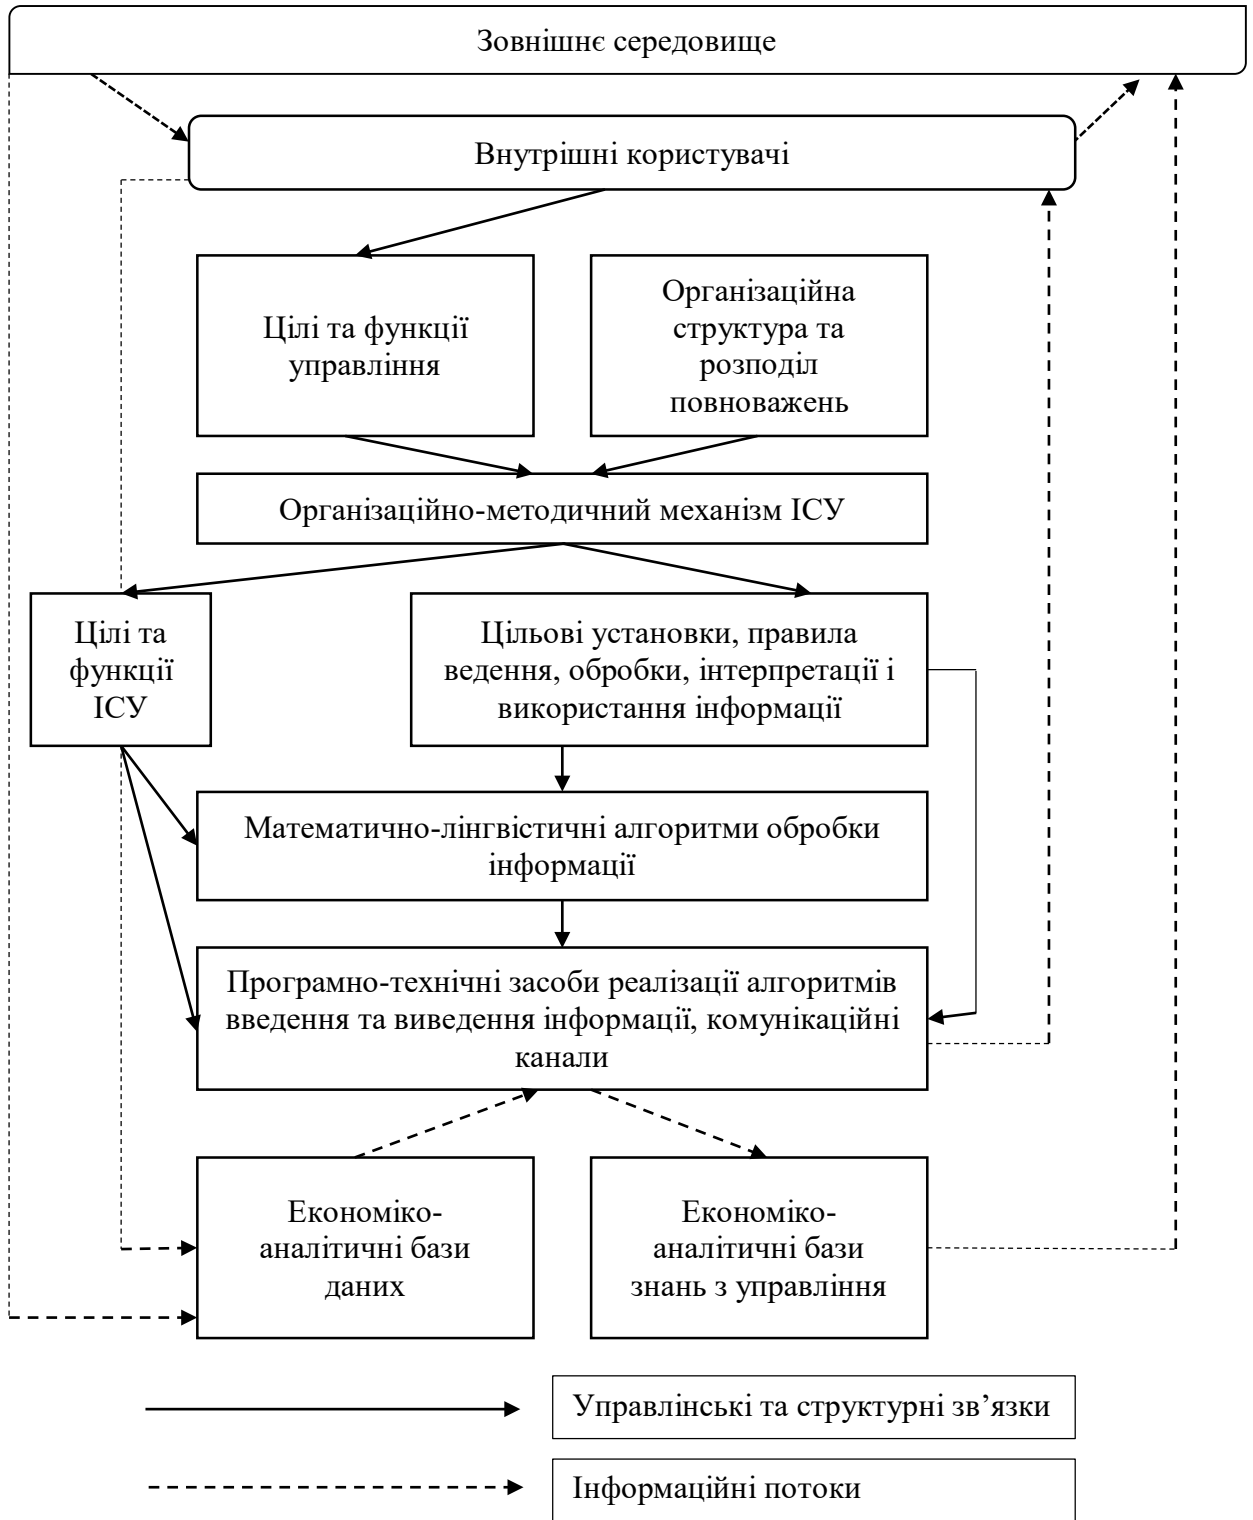 Зовнішнє середовище
Внутрішні користувачі
Цілі та функції
управління
Організаційна
структура та
розподіл
повноважень
Організаційно-методичний механізм ІСУ
Цілі та
функції
ІСУ
Цільові установки, правила
ведення, обробки, інтерпретації і
використання інформації
Математично-лінгвістичні алгоритми обробки
інформації
Програмно-технічні засоби реалізації алгоритмів
введення та виведення інформації, комунікаційні
канали
Економіко-
аналітичні бази
даних
Економіко-
аналітичні бази
знань з управління
Управлінські та структурні зв’язки
Інформаційні потоки